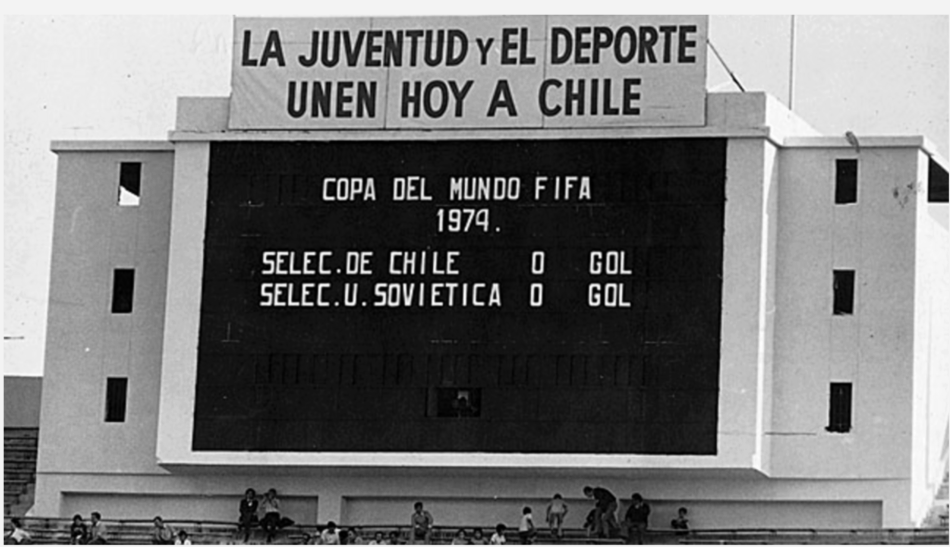 LA JUVENTUD Y EL DEPORTE
UNEN HOY A CHILE
COPA DEL MUNDO FIFA
1974.
SELEC. DE CHILE 0 GOL
SELEC. U. SOVIETICA 0 GOL